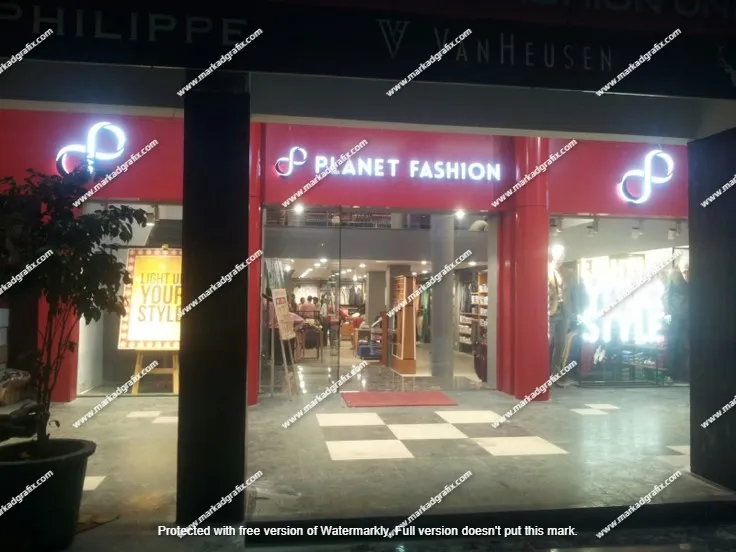 PHILIPPE
VANHEUSEN
PLANET FASHION
LIGHT UP
YOUR
STYLE
YOUR
STYLE
www.markadgrafix.com
Protected with free version of Watermarkly. Full version doesn't put this mark.